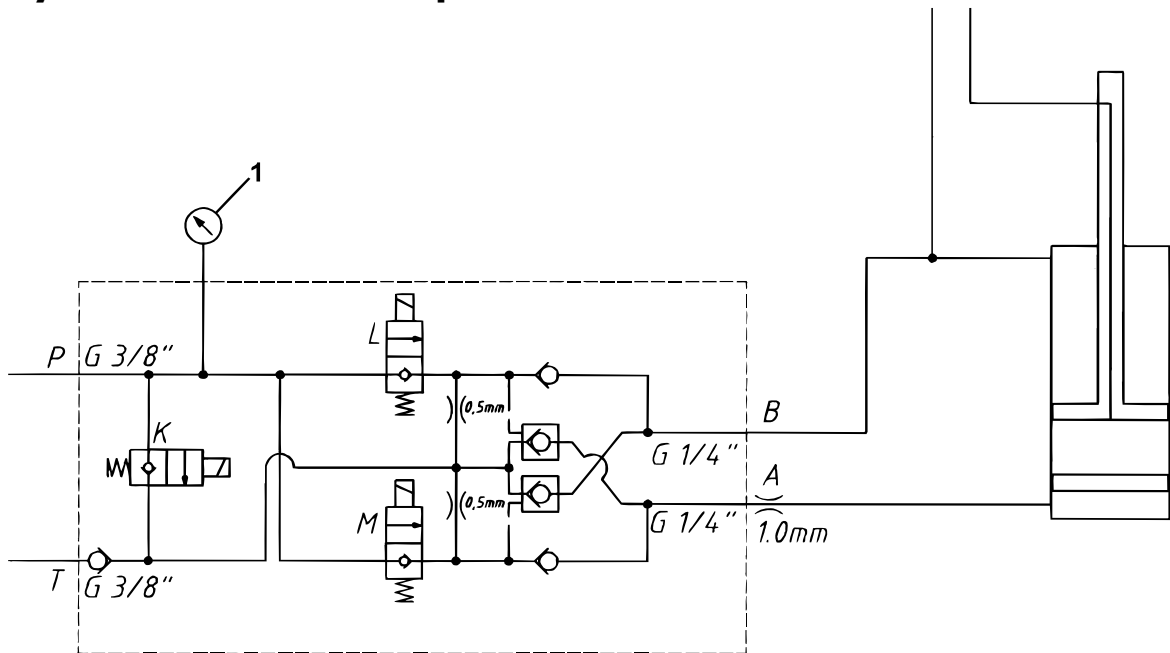 1
L
P G 3/8"
)(0,5mm
K
B
G 1/4"
A
)(0,5mm
M
G 1/4"
1.0mm
T G 3/8"